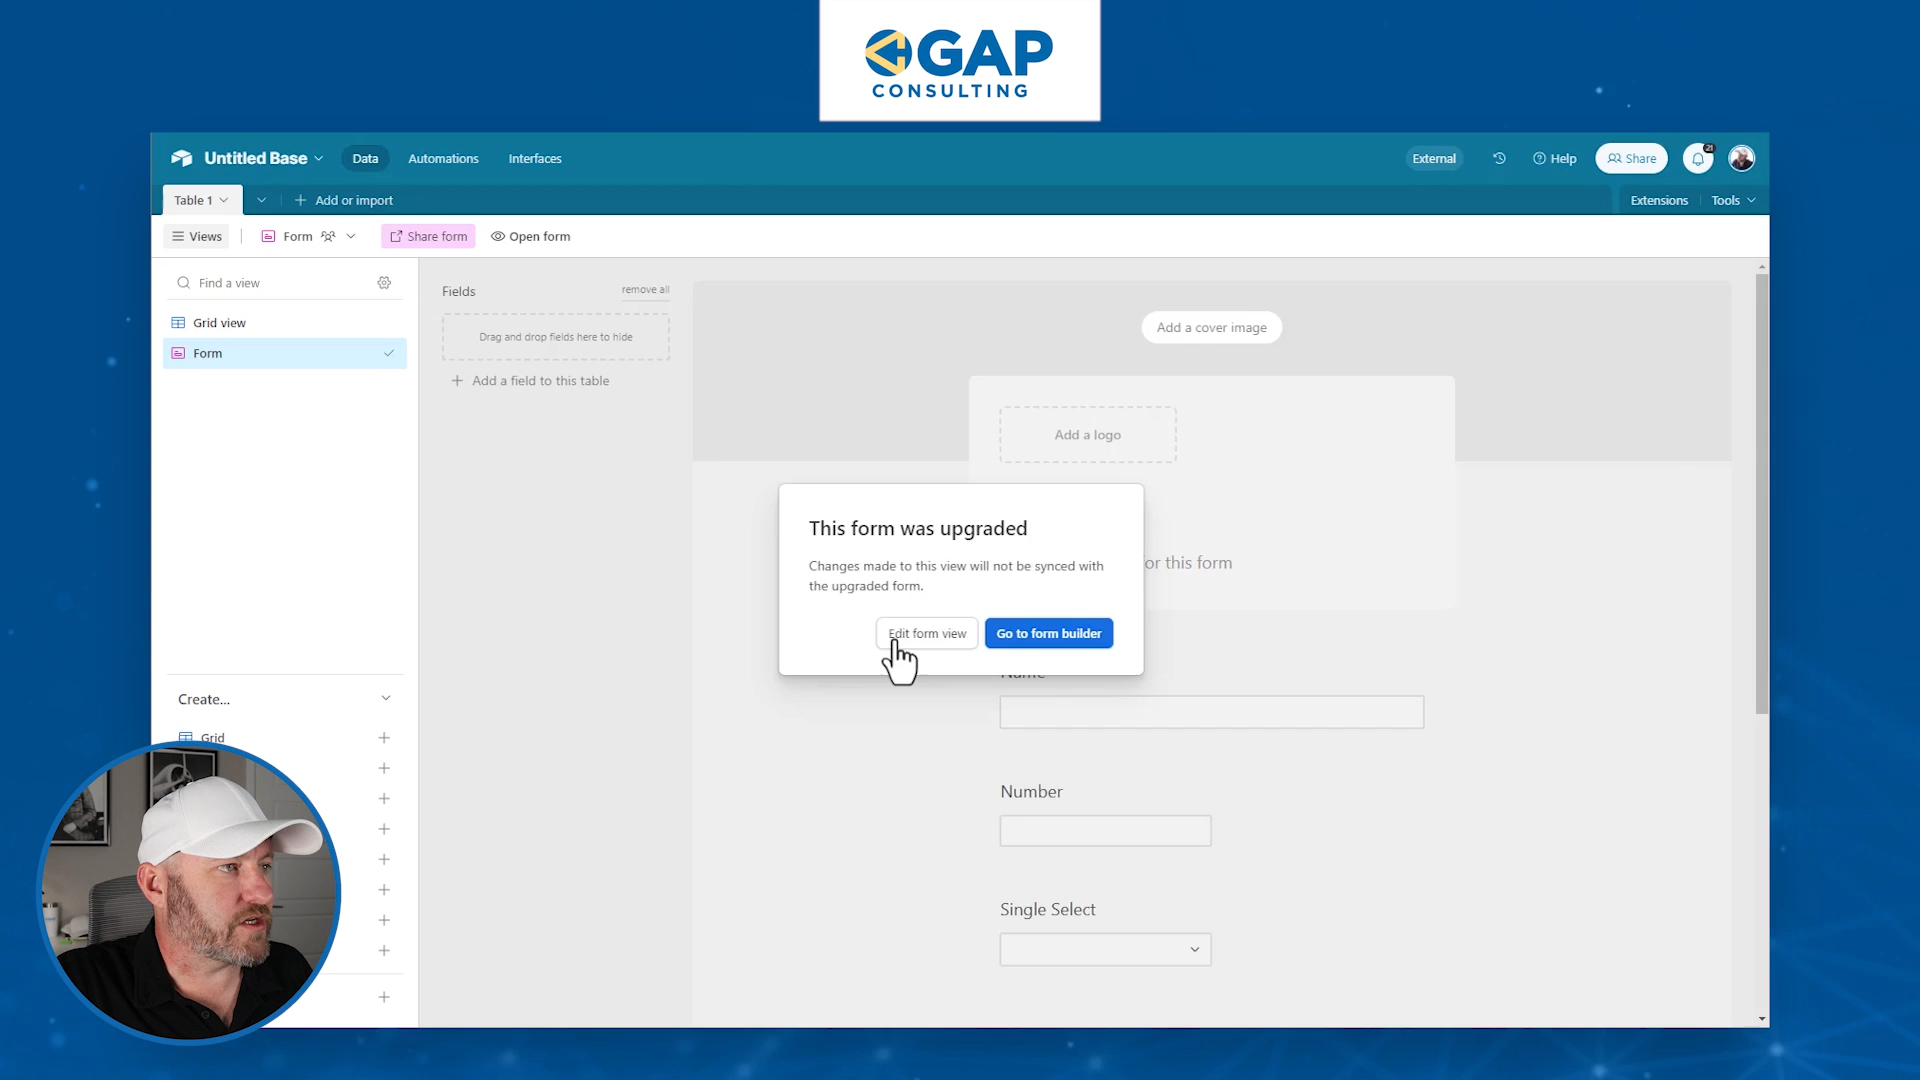 GAP
CONSULTING
Untitled Base
Data
Automations
Interfaces
External
Help
Share
21
Table 1
Add or import
Extensions
Tools
Views
Form
Share form
Open form
Find a view
Grid view
Form
Fields
remove all
Drag and drop fields here to hide
Add a field to this table
Add a cover image
Add a logo
This form was upgraded
Changes made to this view will not be synced with
the upgraded form.
Edit form view
Go to form builder
for this form
Name
Number
Single Select
Create...
Grid